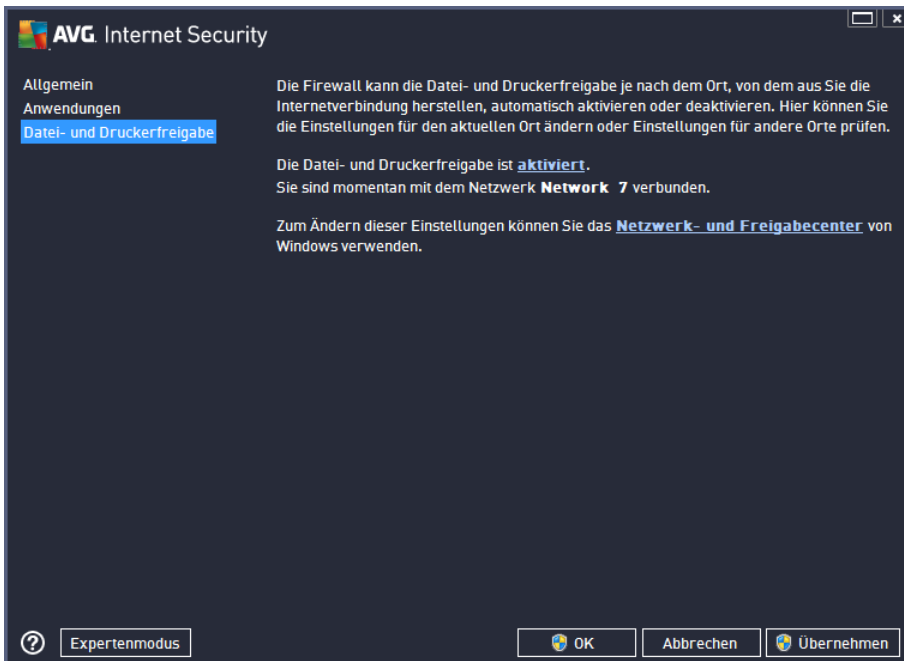 AVG. Internet Security
Allgemein
Anwendungen
Datei- und Druckerfreigabe
Die Firewall kann die Datei- und Druckerfreigabe je nach dem Ort, von dem aus Sie die
Internetverbindung herstellen, automatisch aktivieren oder deaktivieren. Hier können Sie
die Einstellungen für den aktuellen Ort ändern oder Einstellungen für andere Orte prüfen.
Die Datei- und Druckerfreigabe ist aktiviert.
Sie sind momentan mit dem Netzwerk Network 7 verbunden.
Zum Ändern dieser Einstellungen können Sie das Netzwerk- und Freigabecenter von
Windows verwenden.
? Expertenmodus OK Abbrechen Übernehmen